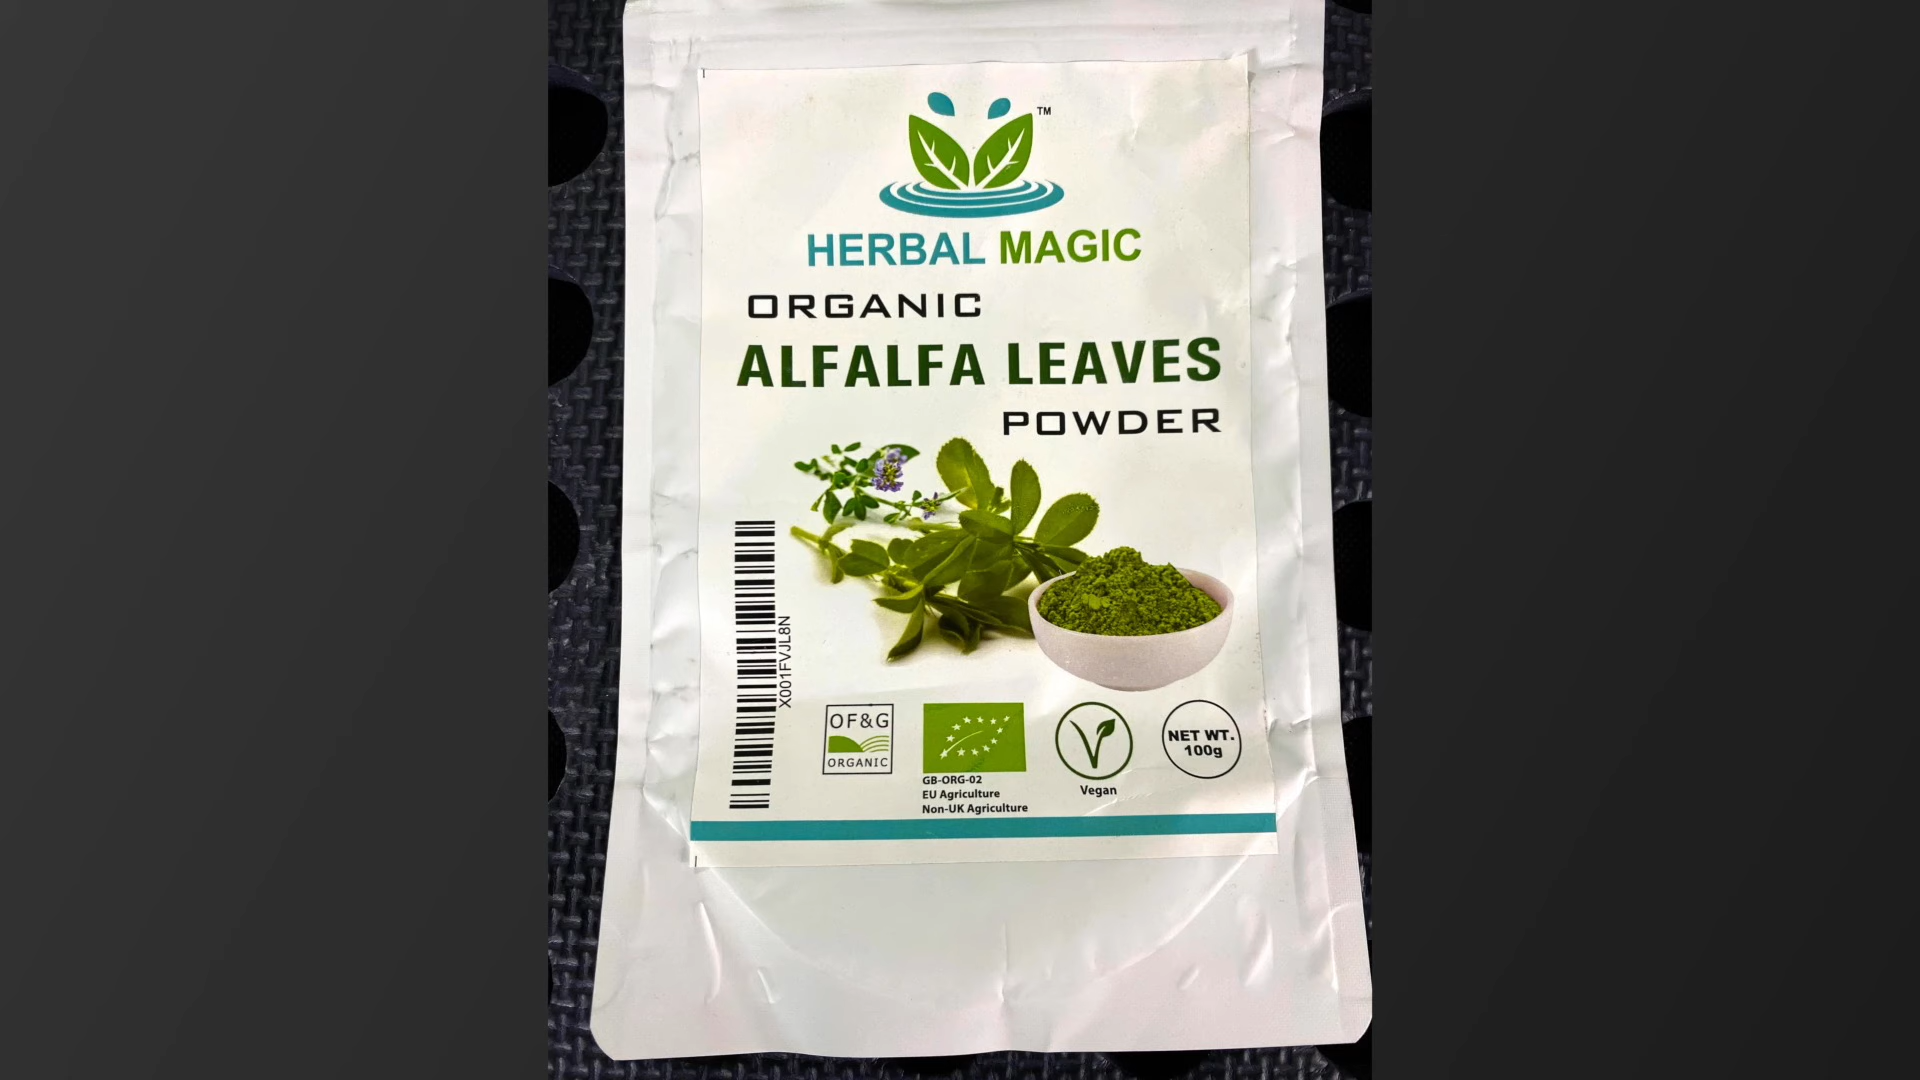 TM
HERBAL MAGIC
ORGANIC
ALFALFA LEAVES
POWDER
X001FVJL8N
OF&G
ORGANIC
GB-ORG-02
EU Agriculture
Non-UK Agriculture
Vegan
NET WT.
100g